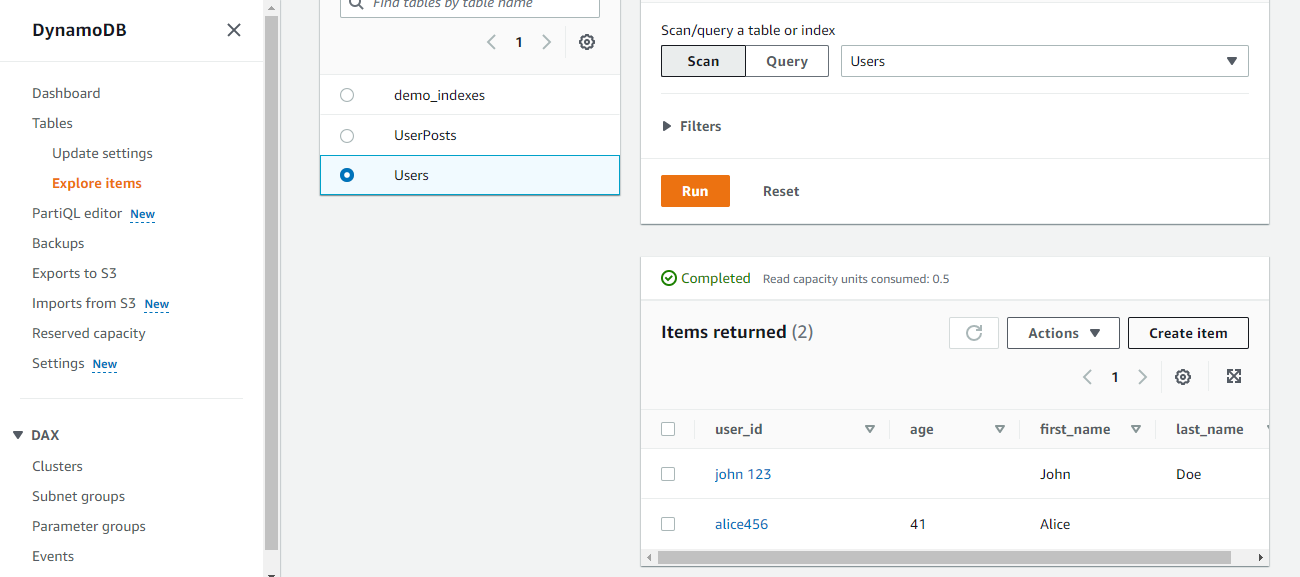 DynamoDB
Dashboard
Tables
Update settings
Explore items
PartiQL editor New
Backups
Exports to S3
Imports from S3 New
Reserved capacity
Settings New
DAX
Clusters
Subnet groups
Parameter groups
Events
Find tables by table name
1
demo_indexes
UserPosts
Users
Scan/query a table or index
Scan Query Users
Filters
Run Reset
Completed Read capacity units consumed: 0.5
Items returned (2) Actions Create item
1
user_id age first_name last_name
john 123 John Doe
alice456 41 Alice